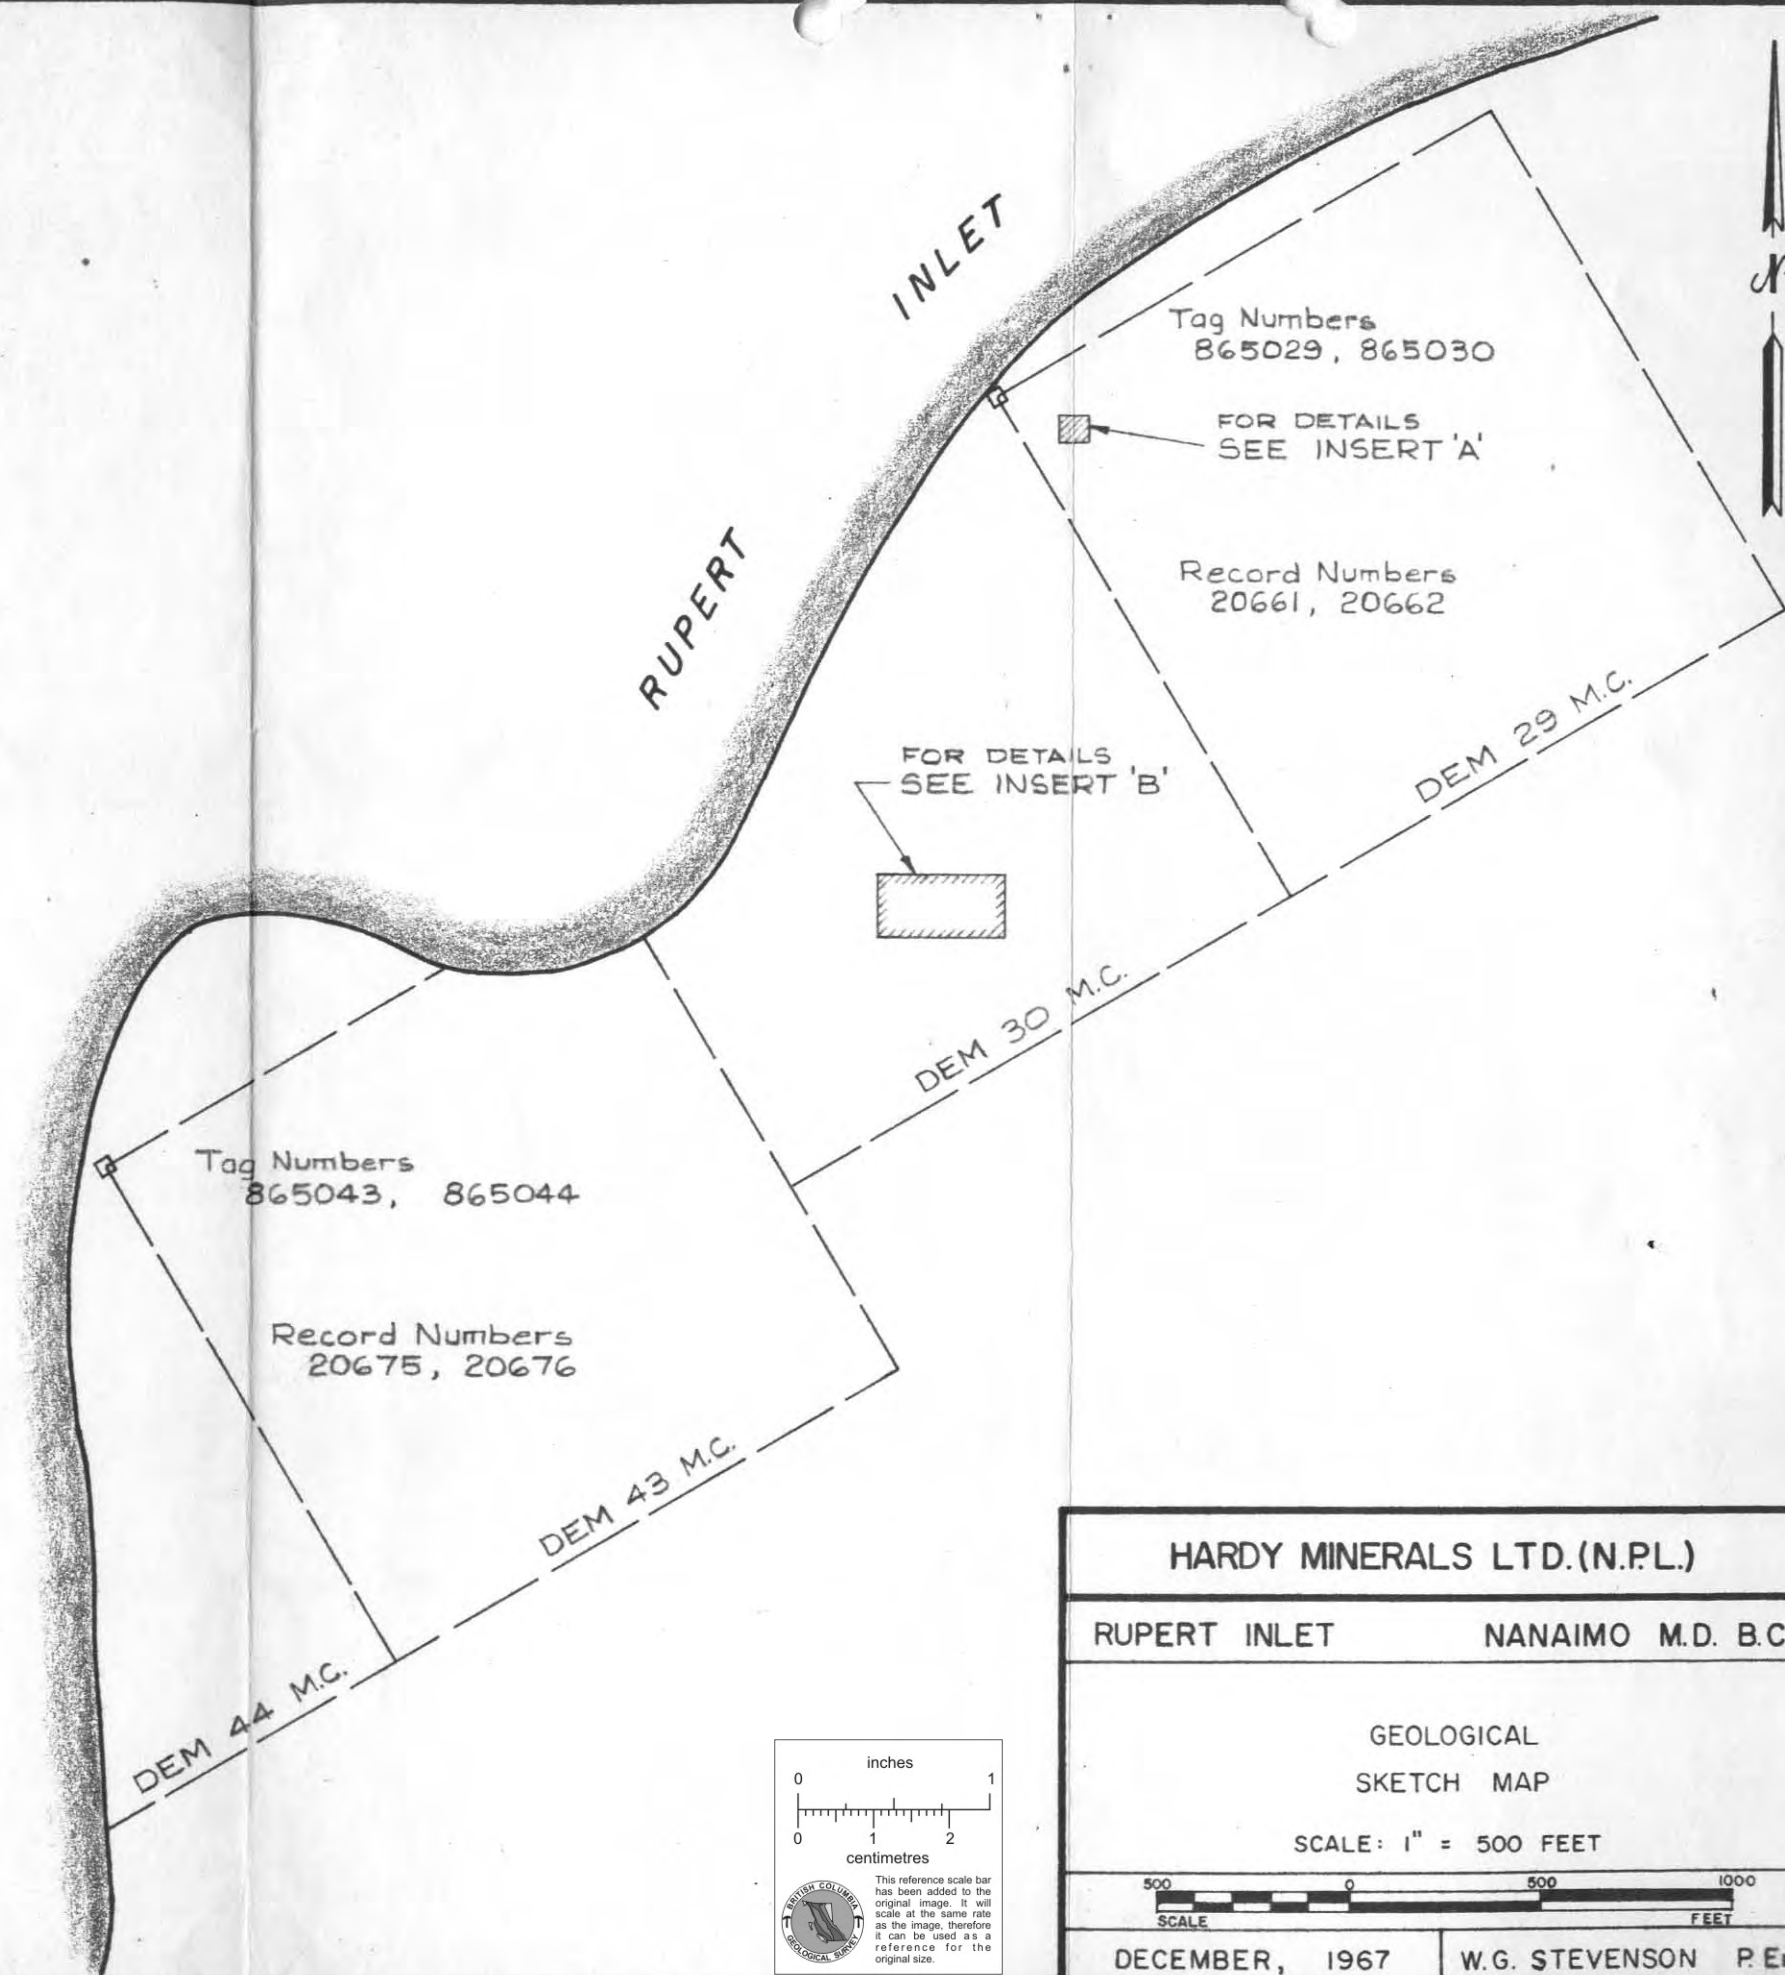 INLET
RUPERT
N
Tag Numbers
865029, 865030
FOR DETAILS
SEE INSERT 'A'
Record Numbers
20661, 20662
DEM 29 M.C.
FOR DETAILS
SEE INSERT 'B'
DEM 30 M.C.
Tag Numbers
865043, 865044
Record Numbers
20675, 20676
DEM 43 M.C.
DEM 44 M.C.
inches
0 1
0 1 2
centimetres
BRITISH COLUMBIA
GEOLOGICAL SURVEY
This reference scale bar
has been added to the
original image. It will
scale at the same rate
as the image, therefore
it can be used as a
reference for the
original size.
HARDY MINERALS LTD. (N.P.L.)
RUPERT INLET NANAIMO M.D. B.C
GEOLOGICAL
SKETCH MAP
SCALE: 1" = 500 FEET
500 0 500 1000
SCALE FEET
DECEMBER, 1967 W.G. STEVENSON P. E